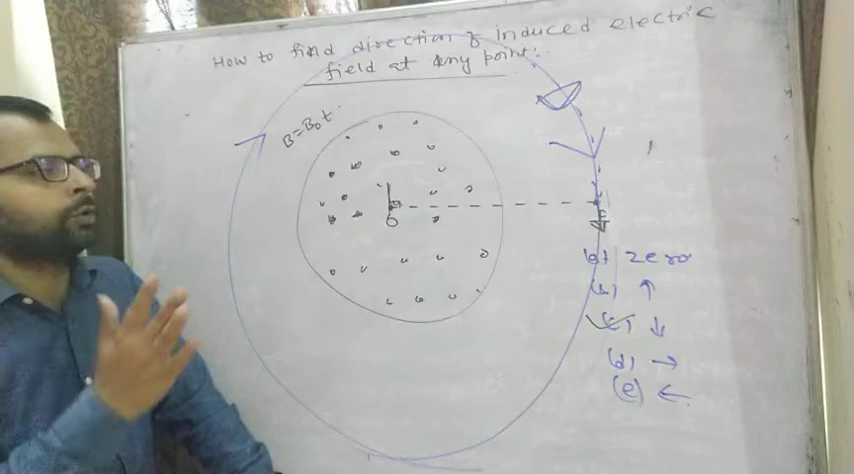 How to find direction of induced electric
field at any point:
B=B₀t
(a) zero
(b) ↑
(c) ↓
(d) →
(e) ←